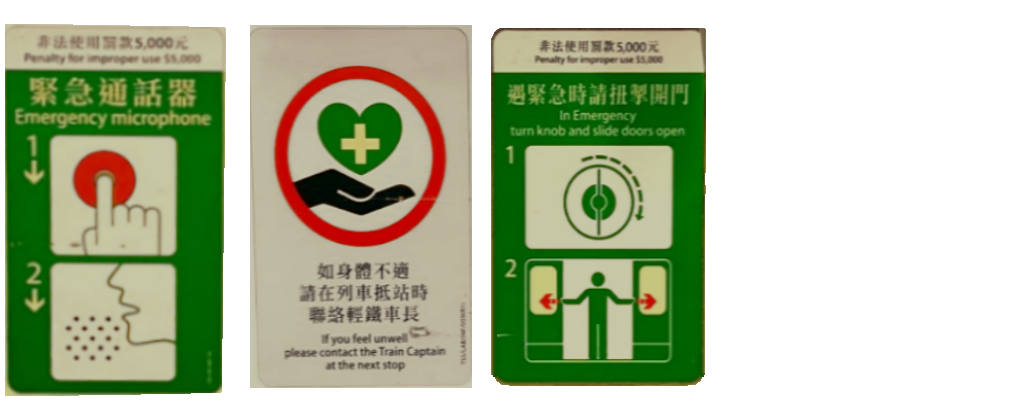 非法使用罰款5,000元
Penalty for improper use $5,000
緊急通話器
Emergency microphone
1
2
如身體不適
請在列車抵站時
聯絡輕鐵車長
If you feel unwell
please contact the Train Captain
at the next stop
非法使用罰款5,000元
Penalty for improper use $5,000
遇緊急時請扭掣開門
In Emergency
turn knob and slide doors open
1
2